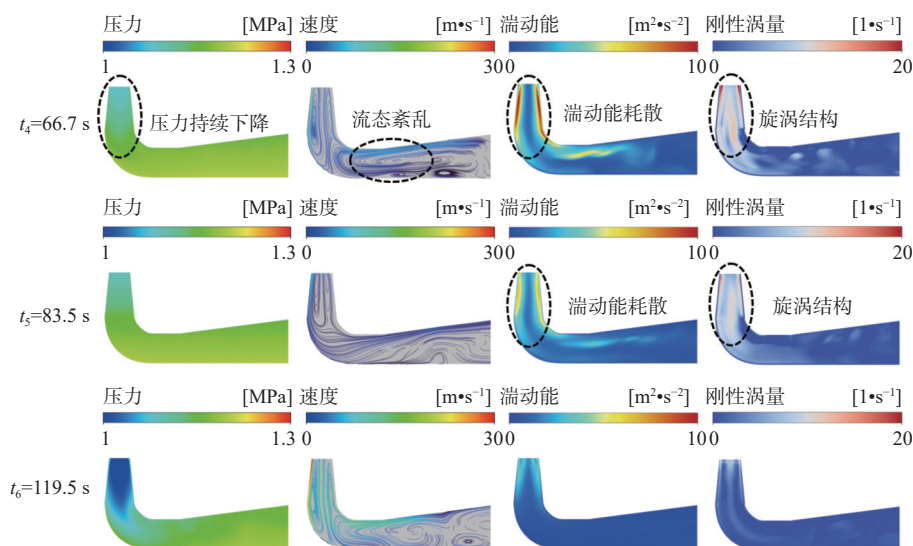 压力 [MPa] 速度 [m•s⁻¹] 湍动能 [m²•s⁻²] 刚性涡量 [1•s⁻¹]
1 1.3 0 30 0 10 0 20
t₄=66.7 s 压力持续下降 流态紊乱 湍动能耗散 旋涡结构
压力 [MPa] 速度 [m•s⁻¹] 湍动能 [m²•s⁻²] 刚性涡量 [1•s⁻¹]
1 1.3 0 30 0 10 0 20
t₅=83.5 s 湍动能耗散 旋涡结构
压力 [MPa] 速度 [m•s⁻¹] 湍动能 [m²•s⁻²] 刚性涡量 [1•s⁻¹]
1 1.3 0 30 0 10 0 20
t₆=119.5 s